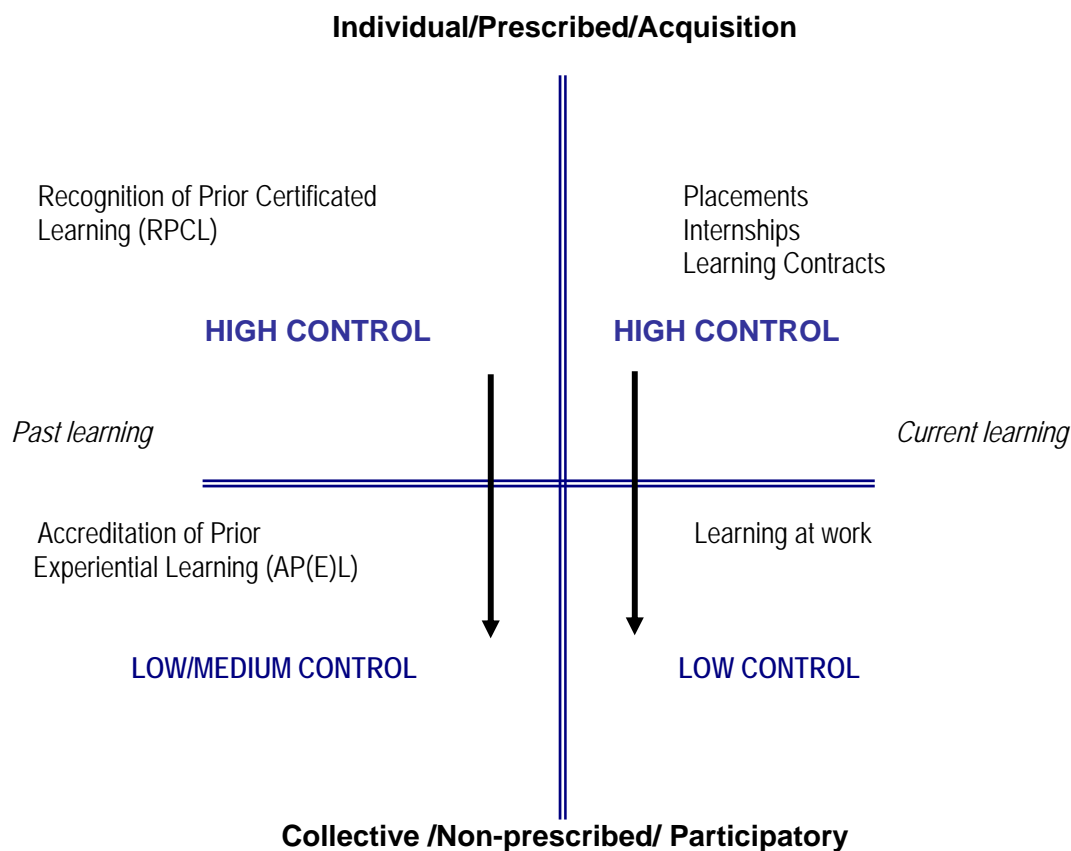 Individual/Prescribed/Acquisition
Recognition of Prior Certificated
Learning (RPCL)
Placements
Internships
Learning Contracts
HIGH CONTROL
HIGH CONTROL
Past learning
Current learning
Accreditation of Prior
Experiential Learning (AP(E)L)
Learning at work
LOW/MEDIUM CONTROL
LOW CONTROL
Collective /Non-prescribed/ Participatory